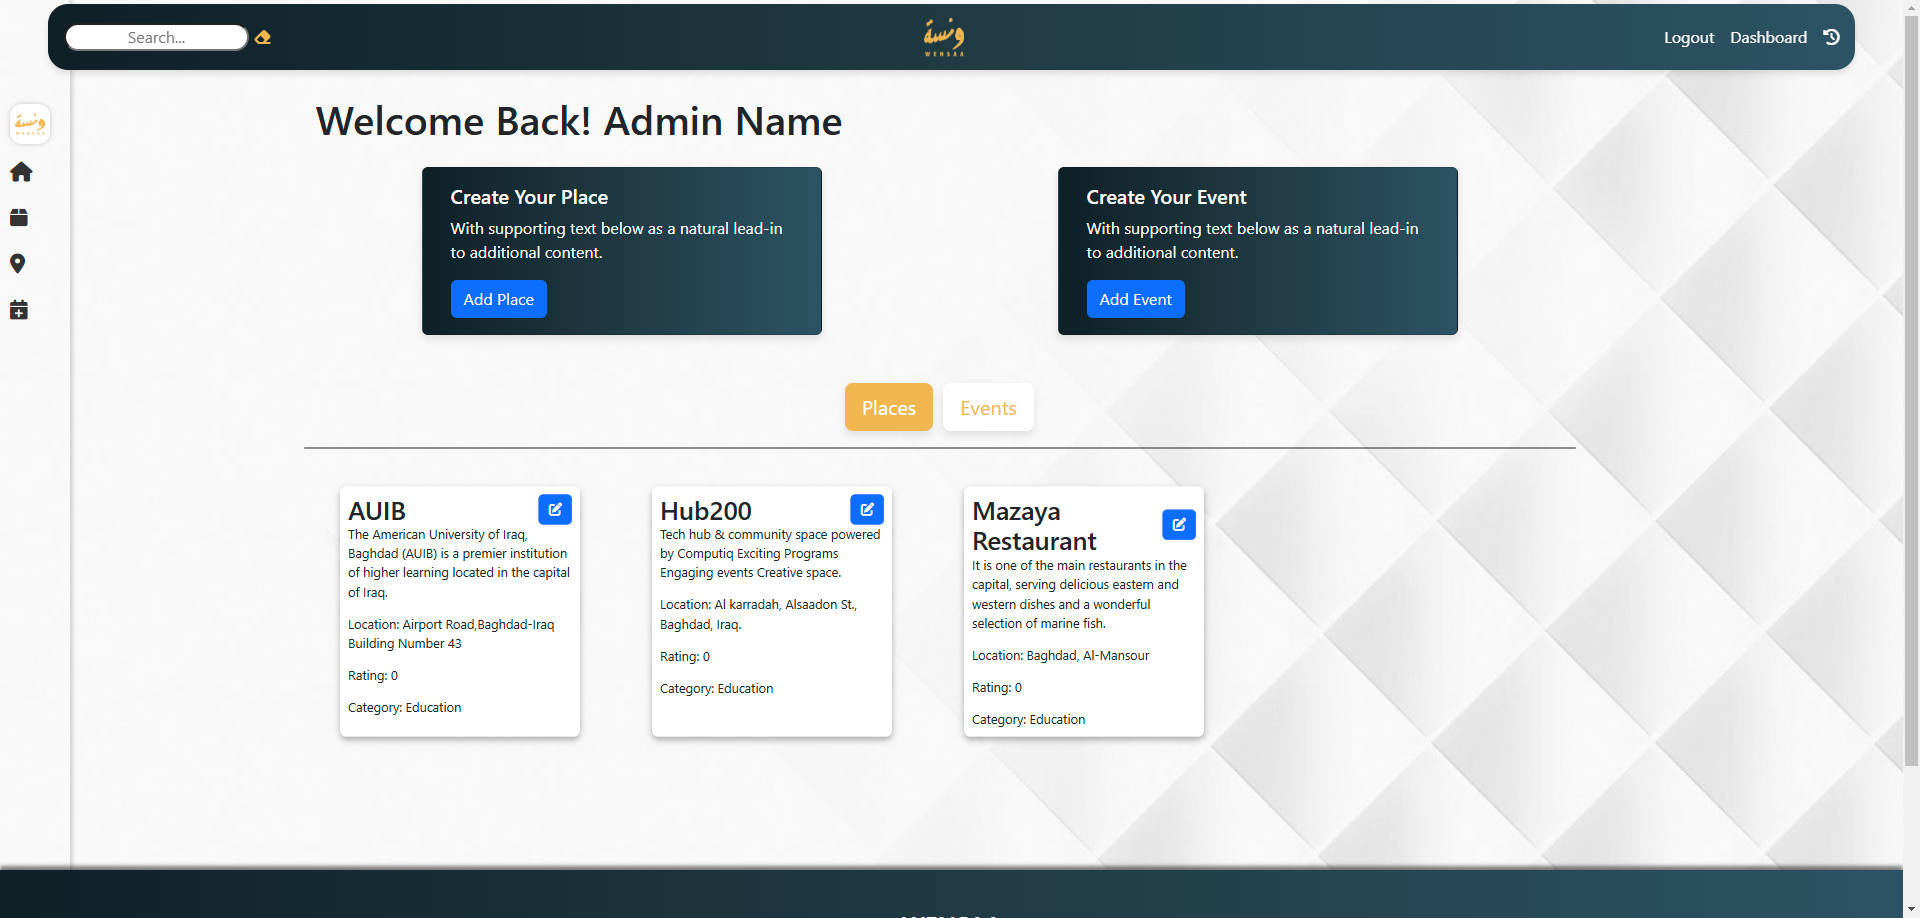 Search...
ونسة
WENSAA
Logout
Dashboard
ونسة
WENSAA
Welcome Back! Admin Name
Create Your Place
With supporting text below as a natural lead-in
to additional content.
Add Place
Create Your Event
With supporting text below as a natural lead-in
to additional content.
Add Event
Places
Events
AUIB
The American University of Iraq,
Baghdad (AUIB) is a premier institution
of higher learning located in the capital
of Iraq.
Location: Airport Road,Baghdad-Iraq
Building Number 43
Rating: 0
Category: Education
Hub200
Tech hub & community space powered
by Computiq Exciting Programs
Engaging events Creative space.
Location: Al karradah, Alsaadon St.,
Baghdad, Iraq.
Rating: 0
Category: Education
Mazaya
Restaurant
It is one of the main restaurants in the
capital, serving delicious eastern and
western dishes and a wonderful
selection of marine fish.
Location: Baghdad, Al-Mansour
Rating: 0
Category: Education